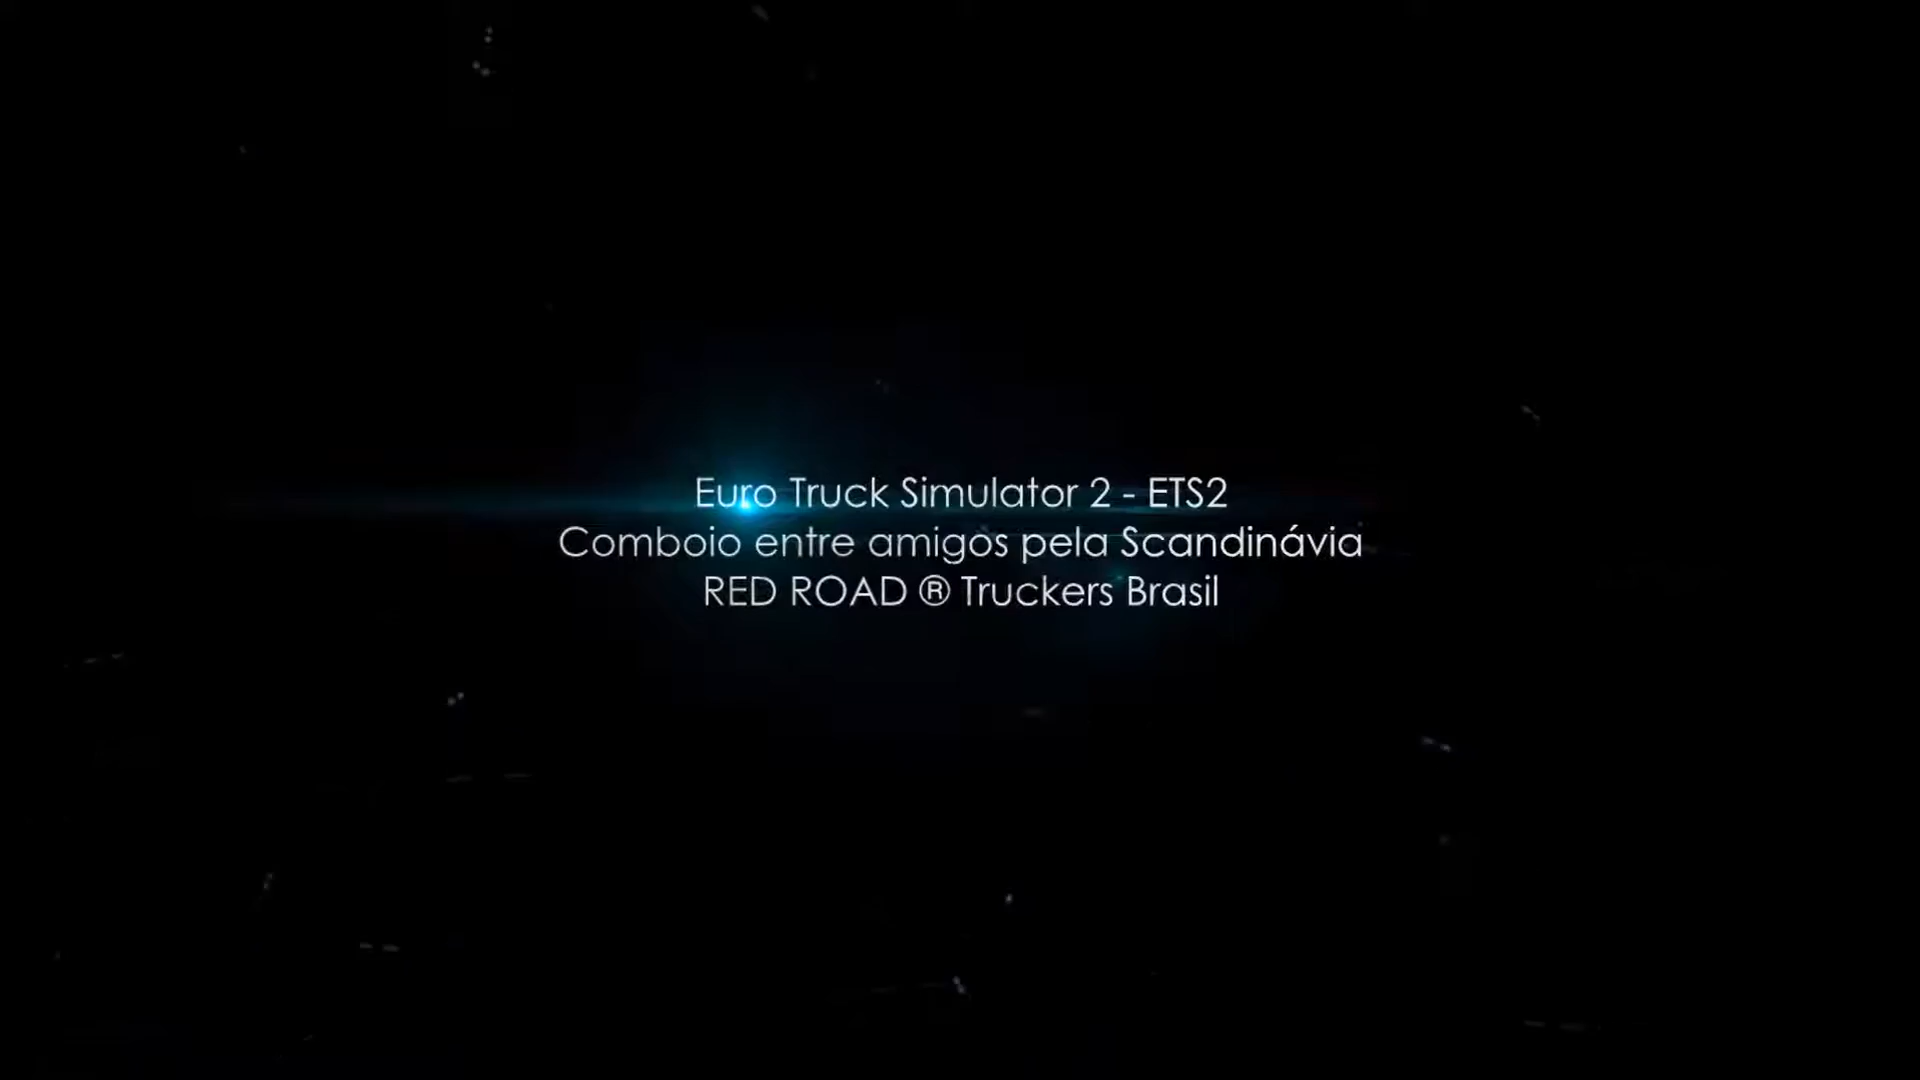 Euro Truck Simulator 2 - ETS2
Comboio entre amigos pela Scandinávia
RED ROAD ® Truckers Brasil